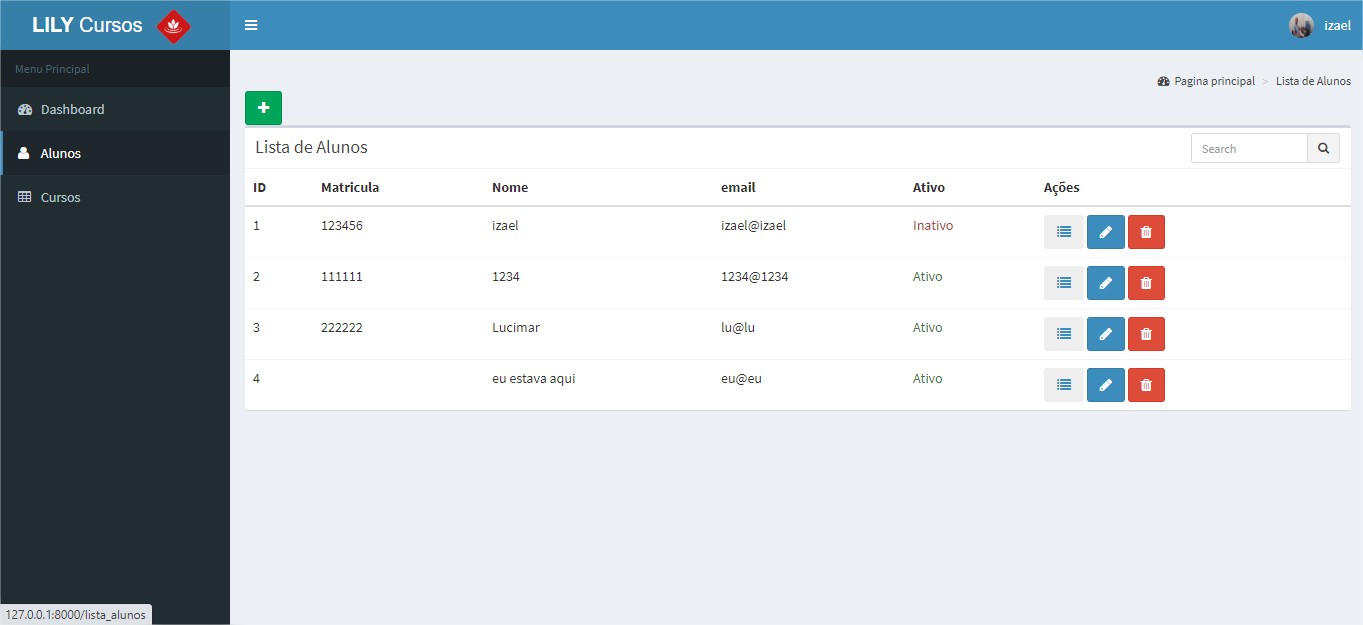 LILY Cursos
izael
Menu Principal
Pagina principal > Lista de Alunos
Dashboard
Alunos
Cursos
+
Lista de Alunos
Search
ID Matricula Nome email Ativo Ações
1 123456 izael izael@izael Inativo
2 111111 1234 1234@1234 Ativo
3 222222 Lucimar lu@lu Ativo
4 eu estava aqui eu@eu Ativo
127.0.0.1:8000/lista_alunos